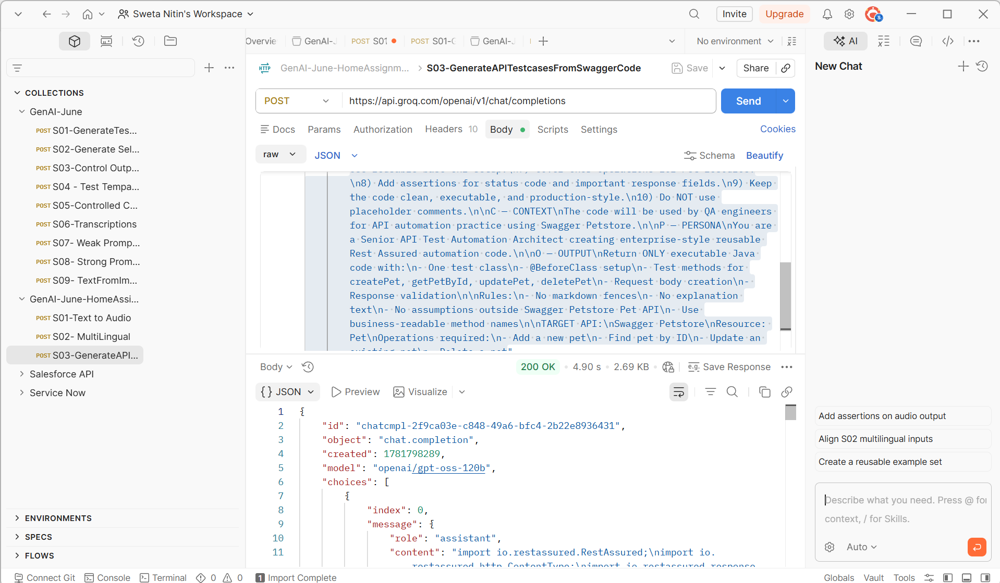 Sweta Nitin's Workspace
Invite
Upgrade
Overvie
GenAI-J
POST S01
POST S01-G
GenAI-J
No environment
AI
HTTP GenAI-June-HomeAssignm... > S03-GenerateAPITestcasesFromSwaggerCode
Save
Share
New Chat
COLLECTIONS
GenAI-June
POST S01-GenerateTes...
POST S02-Generate Sel...
POST S03-Control Outp...
POST S04 - Test Tempa...
POST S05-Controlled C...
POST S06-Transcriptions
POST S07- Weak Promp...
POST S08- Strong Prom...
POST S09- TextFromIm...
GenAI-June-HomeAssi...
POST S01-Text to Audio
POST S02- MultiLingual
POST S03-GenerateAPI...
Salesforce API
Service Now
ENVIRONMENTS
SPECS
FLOWS
POST
https://api.groq.com/openai/v1/chat/completions
Send
Docs
Params
Authorization
Headers 10
Body
Scripts
Settings
Cookies
raw
JSON
Schema
Beautify
\n8) Add assertions for status code and important response fields.\n9) Keep
the code clean, executable, and production-style.\n10) Do NOT use
placeholder comments.\n\nC — CONTEXT\nThe code will be used by QA engineers
for API automation practice using Swagger Petstore.\n\nP — PERSONA\nYou are
a Senior API Test Automation Architect creating enterprise-style reusable
Rest Assured automation code.\n\nO — OUTPUT\nReturn ONLY executable Java
code with:\n- One test class\n- @BeforeClass setup\n- Test methods for
createPet, getPetById, updatePet, deletePet\n- Request body creation\n-
Response validation\n\nRules:\n- No markdown fences\n- No explanation
text\n- No assumptions outside Swagger Petstore Pet API\n- Use
business-readable method names\n\nTARGET API:\nSwagger Petstore\nResource:
Pet\nOperations required:\n- Add a new pet\n- Find pet by ID\n- Update an
existing pet\n- Delete a pet"
Body
200 OK
4.90 s
2.69 KB
e.g. Save Response
{} JSON
Preview
Visualize
1 {
2 "id": "chatcmpl-2f9ca03e-c848-49a6-bfc4-2b22e8936431",
3 "object": "chat.completion",
4 "created": 1781798289,
5 "model": "openai/gpt-oss-120b",
6 "choices": [
7 {
8 "index": 0,
9 "message": {
10 "role": "assistant",
11 "content": "import io.restassured.RestAssured;\nimport io.
restassured.http.ContentType;\nimport io.restassured.response
Add assertions on audio output
Align S02 multilingual inputs
Create a reusable example set
Describe what you need. Press @ for
context, / for Skills.
Auto
Connect Git
Console
Terminal
0
0
1 Import Complete
Globals
Vault
Tools